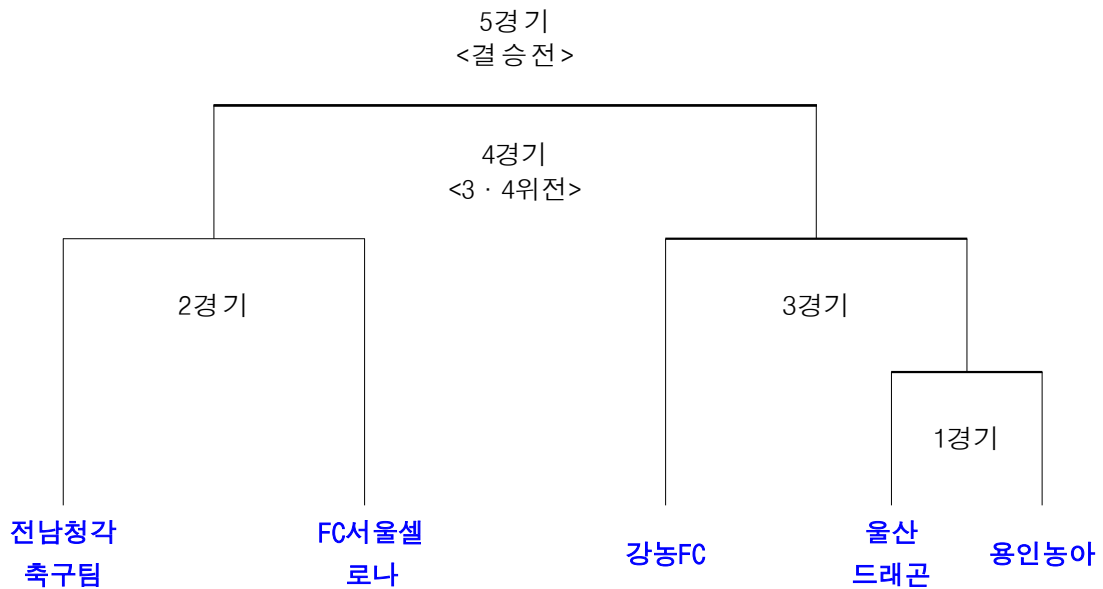 5경기
<결승전>
4경기
<3 · 4위전>
2경기
3경기
1경기
전남청각
축구팀
FC서울셀
로나
강농FC
울산
드래곤
용인농아